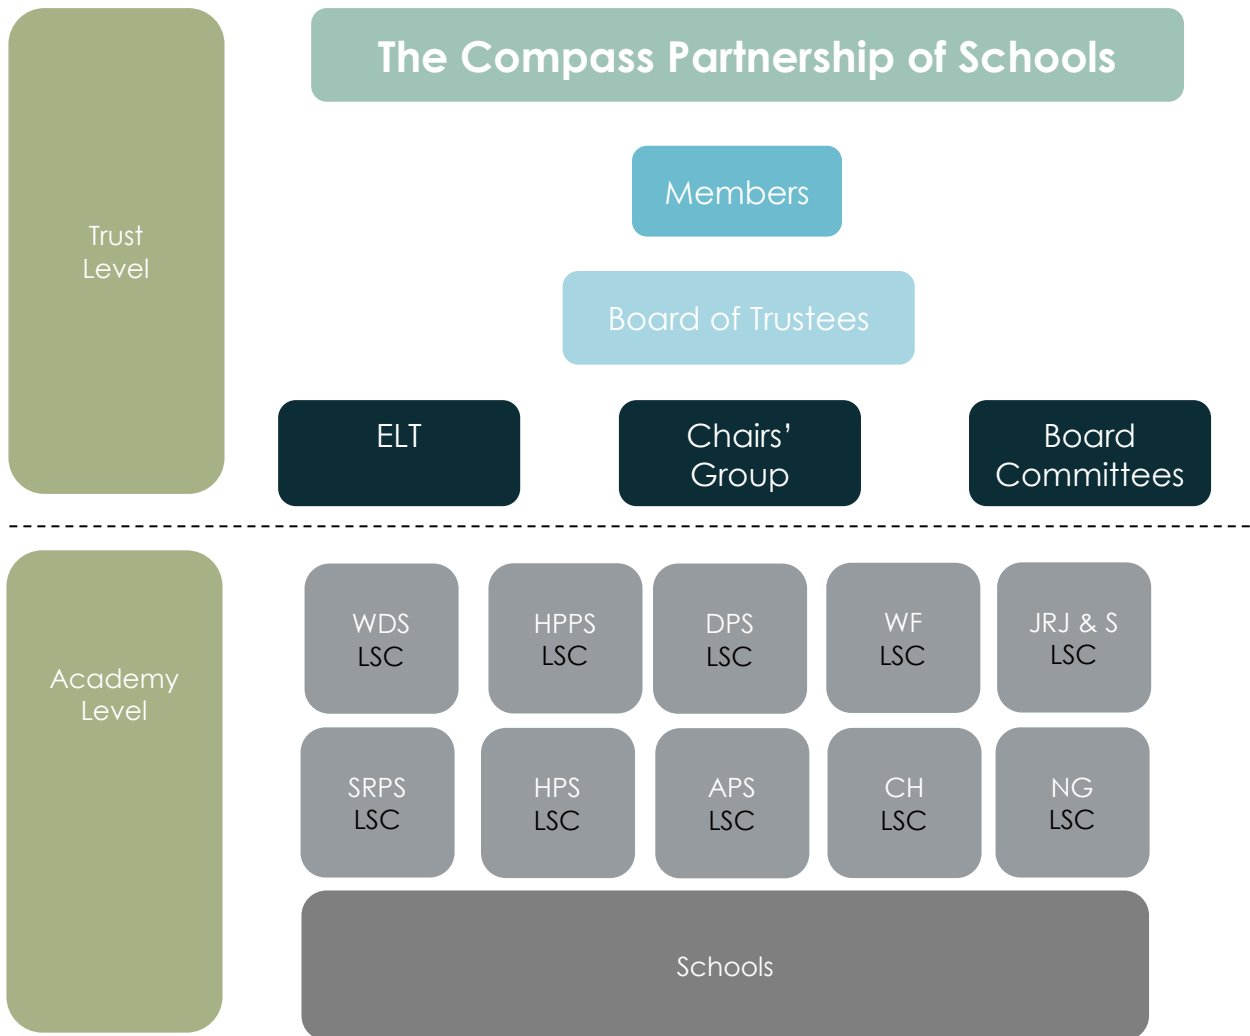 The Compass Partnership of Schools
Trust
Level
Members
Board of Trustees
ELT
Chairs’
Group
Board
Committees
Academy
Level
WDS
LSC
HPPS
LSC
DPS
LSC
WF
LSC
JRJ & S
LSC
SRPS
LSC
HPS
LSC
APS
LSC
CH
LSC
NG
LSC
Schools